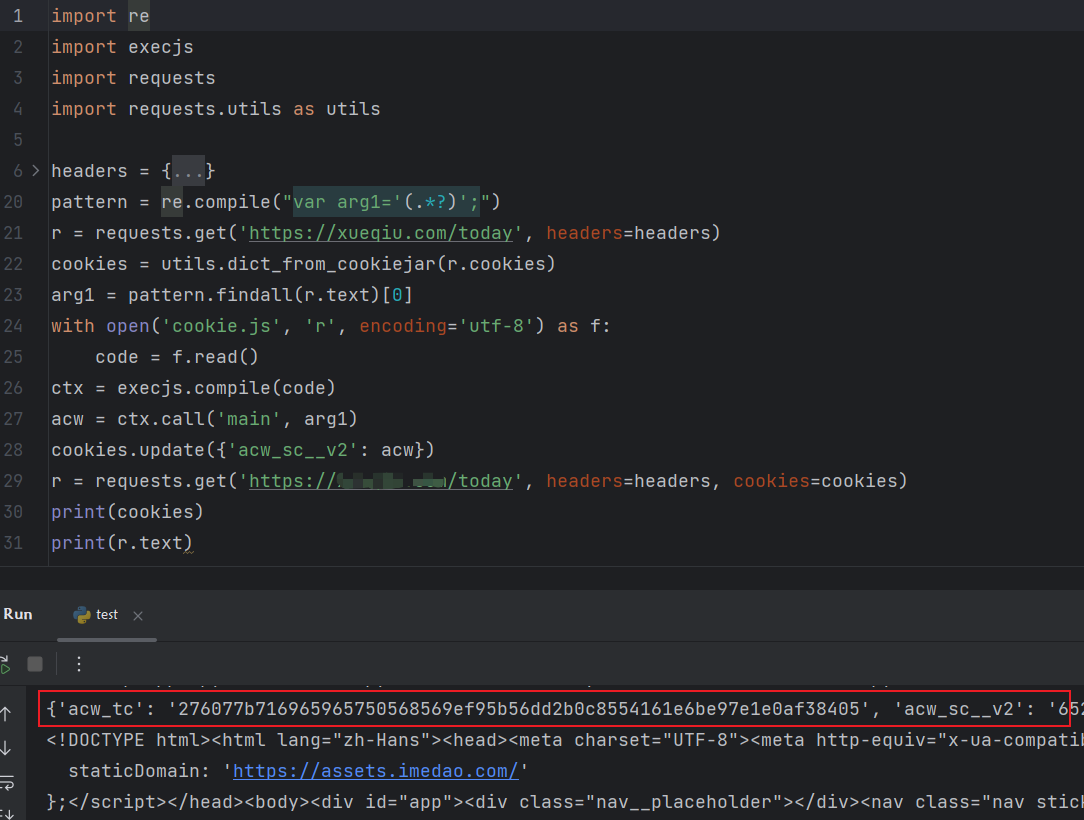 1 import re
2 import execjs
3 import requests
4 import requests.utils as utils
5
6 headers = {...}
20 pattern = re.compile("var arg1='(.*?)';")
21 r = requests.get('https://xueqiu.com/today', headers=headers)
22 cookies = utils.dict_from_cookiejar(r.cookies)
23 arg1 = pattern.findall(r.text)[0]
24 with open('cookie.js', 'r', encoding='utf-8') as f:
25 code = f.read()
26 ctx = execjs.compile(code)
27 acw = ctx.call('main', arg1)
28 cookies.update({'acw_sc__v2': acw})
29 r = requests.get('https:// /today', headers=headers, cookies=cookies)
30 print(cookies)
31 print(r.text)
Run test
{'acw_tc': '276077b716965965750568569ef95b56dd2b0c8554161e6be97e1e0af38405', 'acw_sc__v2': '652
<!DOCTYPE html><html lang="zh-Hans"><head><meta charset="UTF-8"><meta http-equiv="x-ua-compatib
staticDomain: 'https://assets.imedao.com/'
};</script></head><body><div id="app"><div class="nav__placeholder"></div><nav class="nav stick